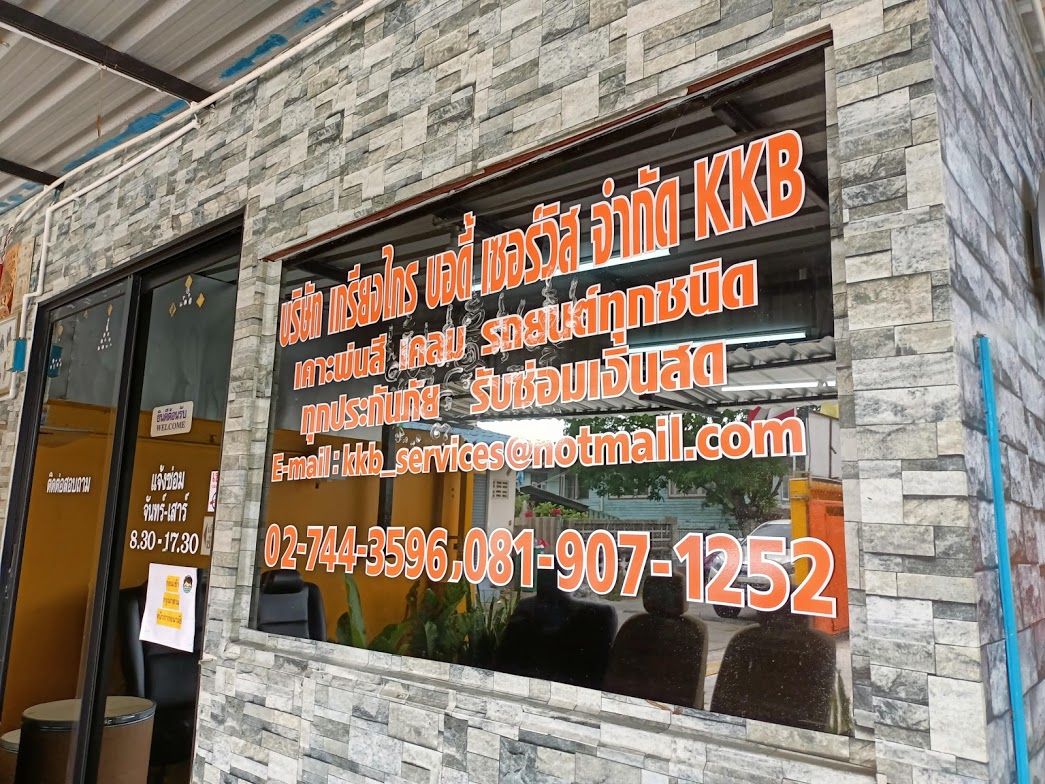 บริษัท เกรียงไกร บอดี้ เซอร์วิส จำกัด KKB
เคาะพ่นสี เคลม รถยนต์ทุกชนิด
ทุกประกันภัย รับซ่อมเงินสด
E-mail : kkb_services@hotmail.com
02-744-3596,081-907-1252
ยินดีต้อนรับ
WELCOME
ติดต่อสอบถาม
แจ้งซ่อม
จันทร์-เสาร์
8.30 -17.30